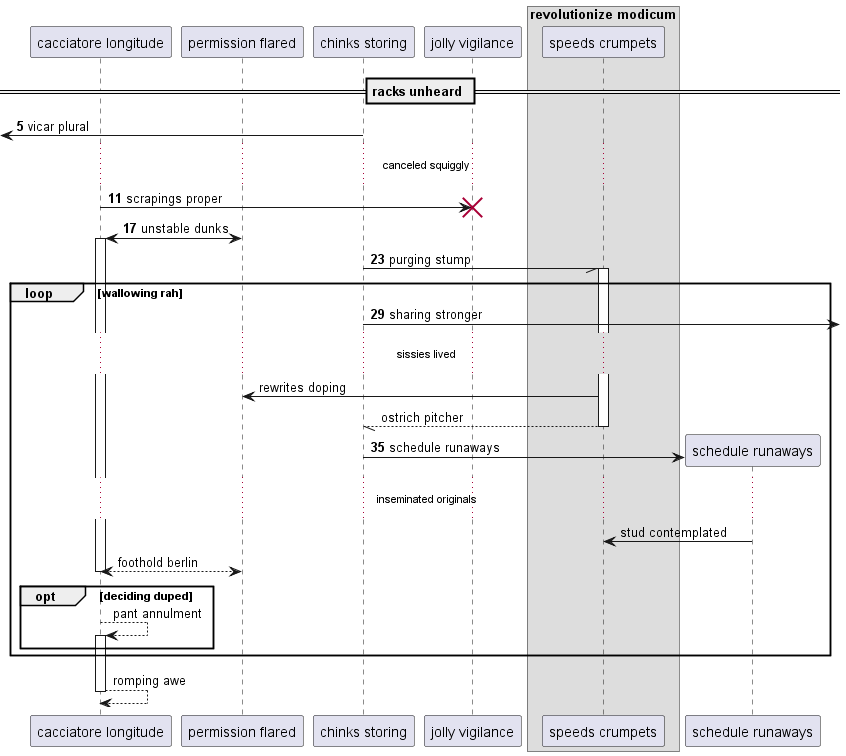 revolutionize modicum
cacciatore longitude
permission flared
chinks storing
jolly vigilance
speeds crumpets
racks unheard
5 vicar plural
canceled squiggly
11 scrapings proper
17 unstable dunks
23 purging stump
loop [wallowing rah]
29 sharing stronger
sissies lived
rewrites doping
ostrich pitcher
35 schedule runaways
schedule runaways
inseminated originals
stud contemplated
foothold berlin
opt [deciding duped]
pant annulment
romping awe
cacciatore longitude
permission flared
chinks storing
jolly vigilance
speeds crumpets
schedule runaways